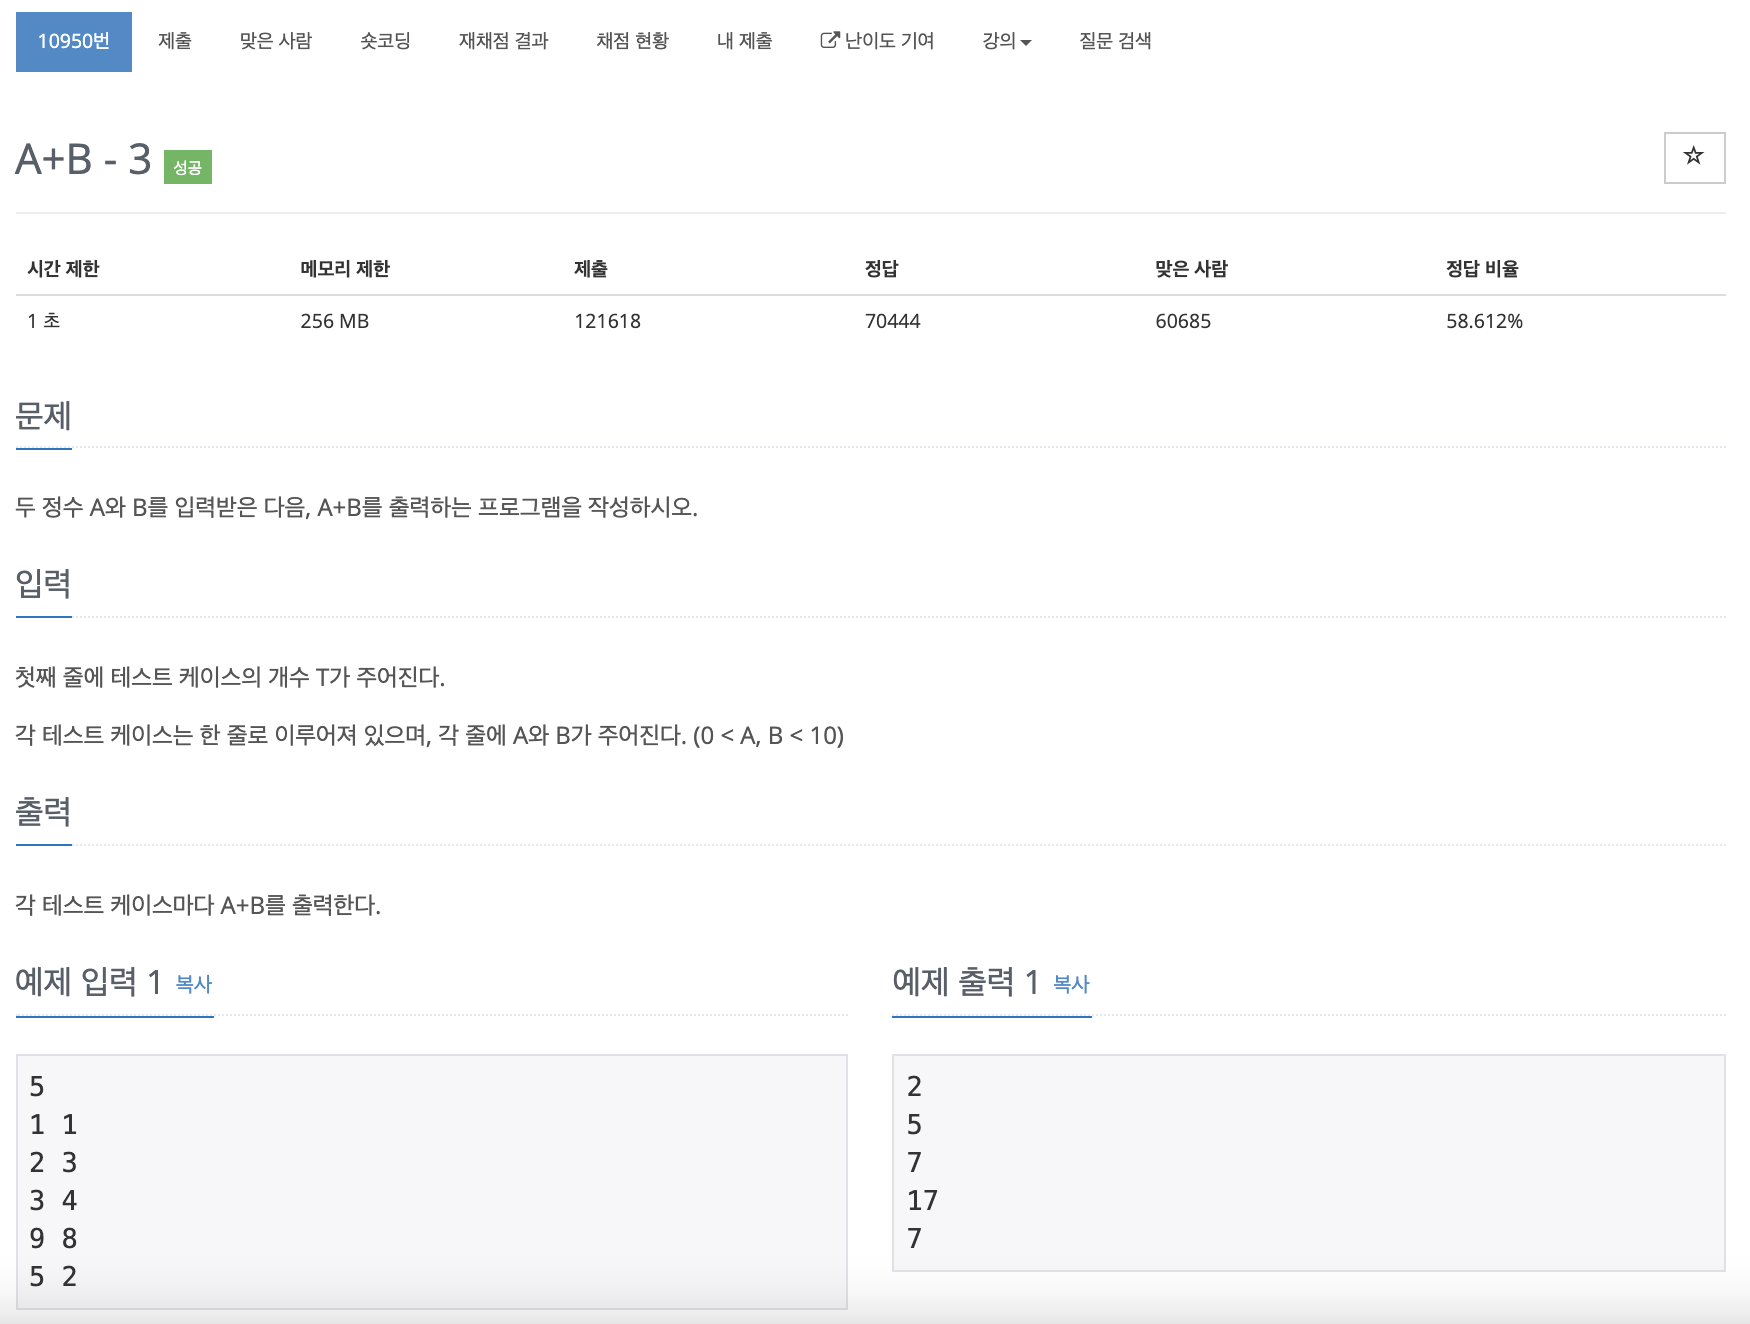 10950번 제출 맞은 사람 숏코딩 재채점 결과 채점 현황 내 제출 난이도 기여 강의 질문 검색
A+B - 3 성공
시간 제한 메모리 제한 제출 정답 맞은 사람 정답 비율
1 초 256 MB 121618 70444 60685 58.612%
문제
두 정수 A와 B를 입력받은 다음, A+B를 출력하는 프로그램을 작성하시오.
입력
첫째 줄에 테스트 케이스의 개수 T가 주어진다.
각 테스트 케이스는 한 줄로 이루어져 있으며, 각 줄에 A와 B가 주어진다. (0 < A, B < 10)
출력
각 테스트 케이스마다 A+B를 출력한다.
예제 입력 1 복사
5
1 1
2 3
3 4
9 8
5 2
예제 출력 1 복사
2
5
7
17
7